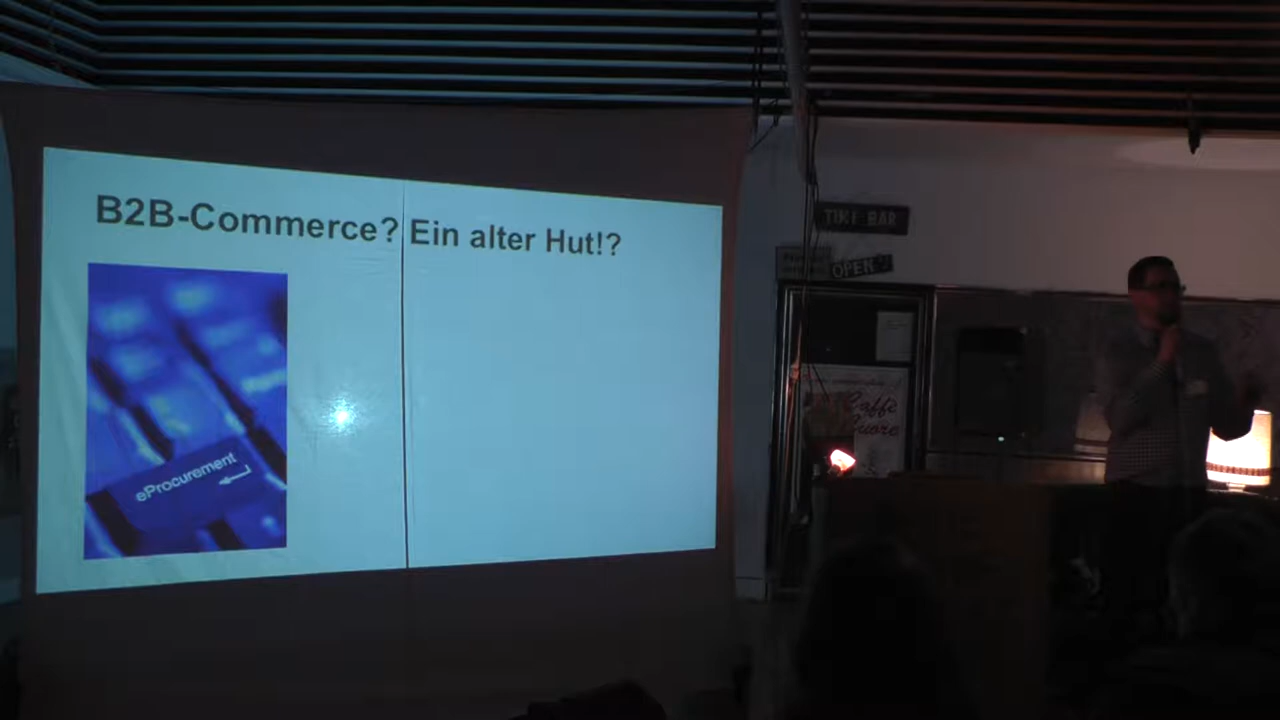 B2B-Commerce? Ein alter Hut!?
eProcurement
TIKI BAR
OPEN
Caffè
Cuore